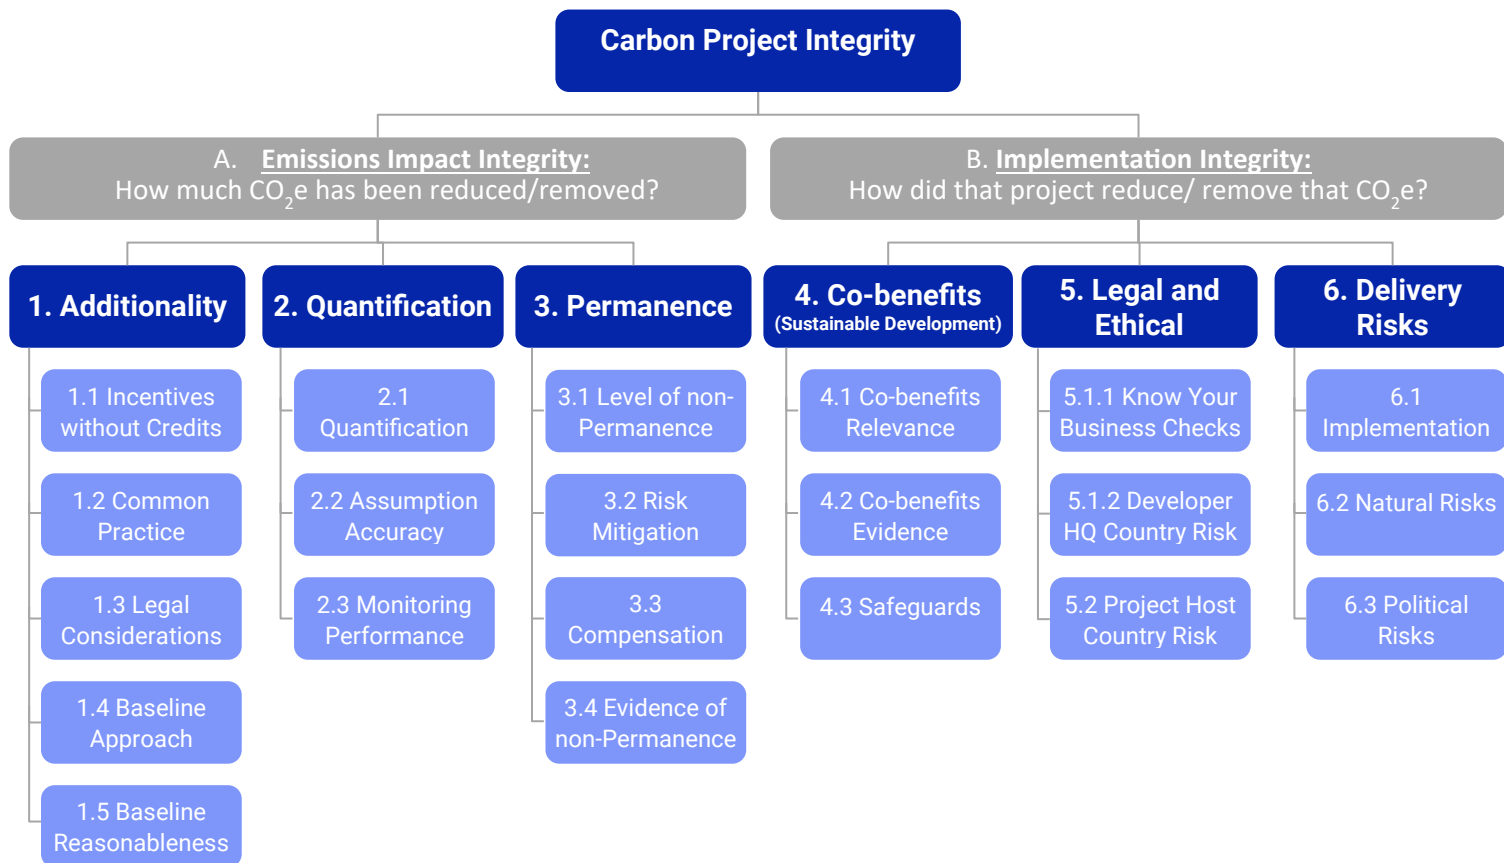 Carbon Project Integrity
A. Emissions Impact Integrity:
How much CO₂e has been reduced/removed?
B. Implementation Integrity:
How did that project reduce/ remove that CO₂e?
1. Additionality
2. Quantification
3. Permanence
4. Co-benefits
(Sustainable Development)
5. Legal and
Ethical
6. Delivery
Risks
1.1 Incentives
without Credits
1.2 Common
Practice
1.3 Legal
Considerations
1.4 Baseline
Approach
1.5 Baseline
Reasonableness
2.1
Quantification
2.2 Assumption
Accuracy
2.3 Monitoring
Performance
3.1 Level of non-
Permanence
3.2 Risk
Mitigation
3.3
Compensation
3.4 Evidence of
non-Permanence
4.1 Co-benefits
Relevance
4.2 Co-benefits
Evidence
4.3 Safeguards
5.1.1 Know Your
Business Checks
5.1.2 Developer
HQ Country Risk
5.2 Project Host
Country Risk
6.1
Implementation
6.2 Natural Risks
6.3 Political
Risks